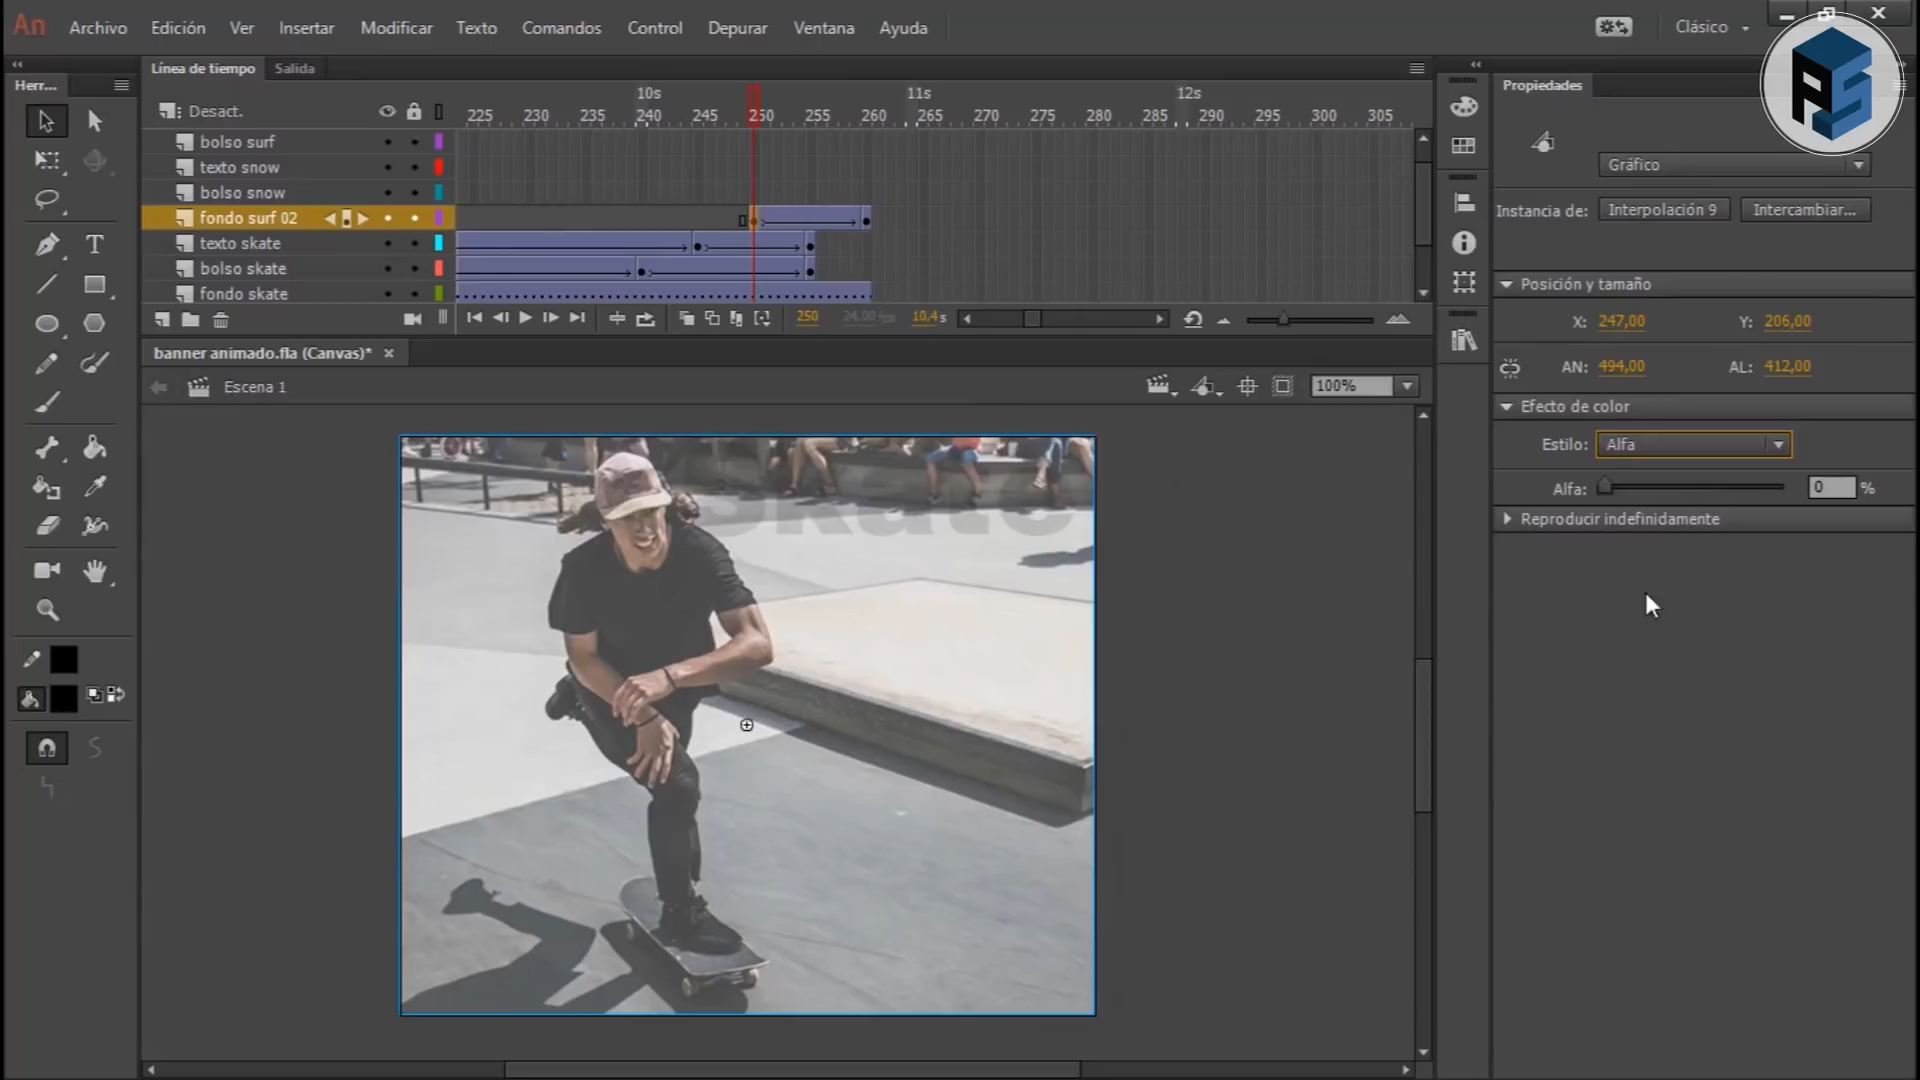 An Archivo Edición Ver Insertar Modificar Texto Comandos Control Depurar Ventana Ayuda Clásico
Herr... Línea de tiempo Salida Propiedades
Desact. 10s 11s 12s
225 230 235 240 245 250 255 260 265 270 275 280 285 290 295 300 305
bolso surf
texto snow
bolso snow
fondo surf 02
texto skate
bolso skate
fondo skate
250 24,00 fps 10,4 s
banner animado.fla (Canvas)*
Escena 1 100%
Skate
Gráfico
Instancia de: Interpolación 9 Intercambiar...
Posición y tamaño
X: 247,00 Y: 206,00
AN: 494,00 AL: 412,00
Efecto de color
Estilo: Alfa
Alfa: 0 %
Reproducir indefinidamente